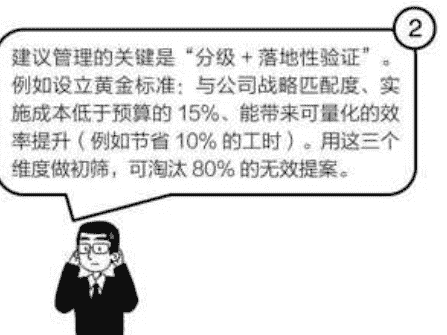 2
建议管理的关键是“分级 + 落地性验证”。
例如设立黄金标准：与公司战略匹配度、实
施成本低于预算的 15%、能带来可量化的效
率提升（例如节省 10% 的工时）。用这三个
维度做初筛，可淘汰 80% 的无效提案。